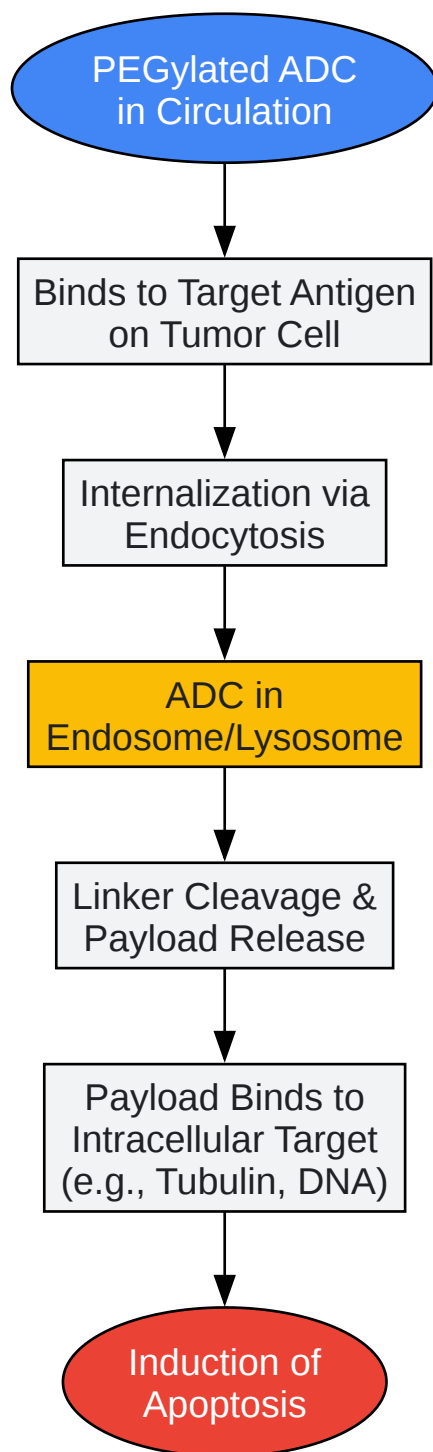 PEGylated ADC
in Circulation
Binds to Target Antigen
on Tumor Cell
Internalization via
Endocytosis
ADC in
Endosome/Lysosome
Linker Cleavage &
Payload Release
Payload Binds to
Intracellular Target
(e.g., Tubulin, DNA)
Induction of
Apoptosis